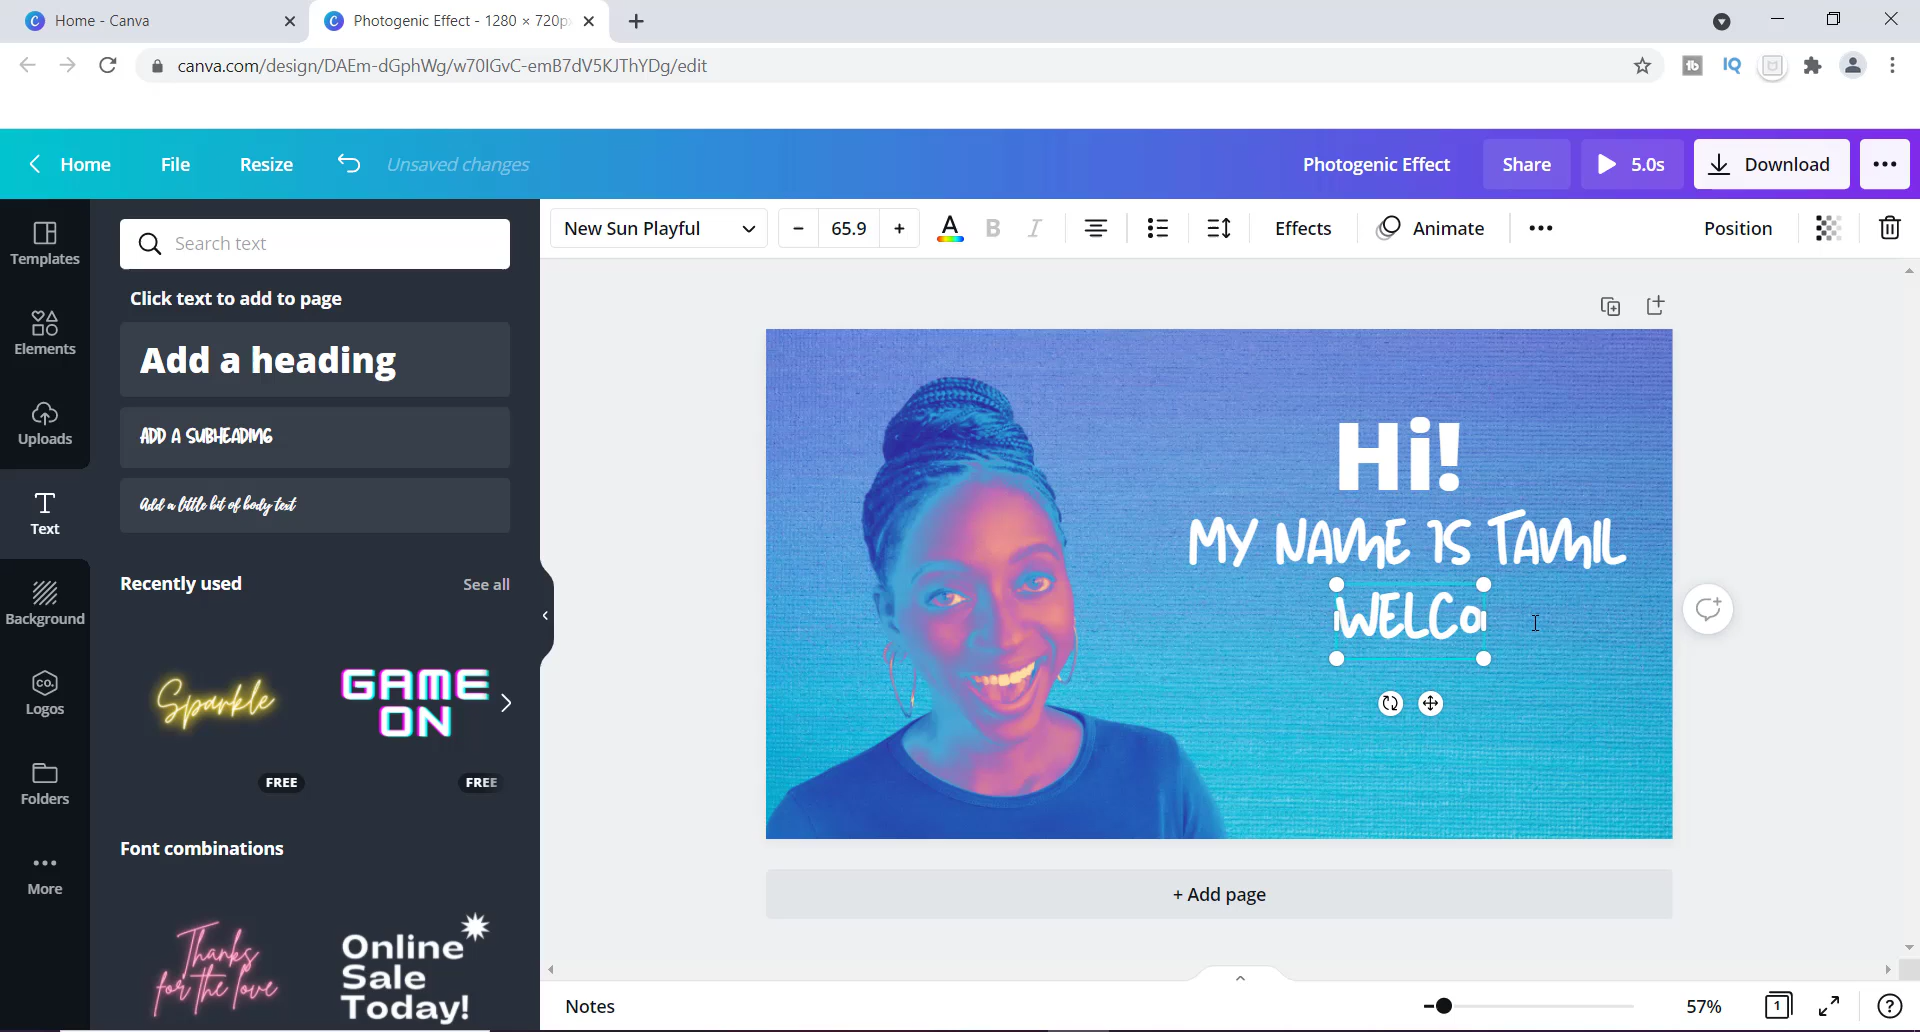 Home - Canva
Photogenic Effect - 1280 × 720p
canva.com/design/DAEm-dGphWg/w70IGvC-emB7dV5KJThYDg/edit
tb
IQ
Home
File
Resize
Unsaved changes
Photogenic Effect
Share
5.0s
Download
Templates
Elements
Uploads
Text
Background
CO.
Logos
Folders
More
Search text
Click text to add to page
Add a heading
ADD A SUBHEADING
Add a little bit of body text
Recently used
See all
Sparkle
GAME
ON
FREE
FREE
Font combinations
Thanks
for the love
Online
Sale
Today!
New Sun Playful
- 65.9 +
A
B
I
Effects
Animate
Position
Hi!
MY NAME IS TAMIL
WELCO
+ Add page
Notes
57%
1
?